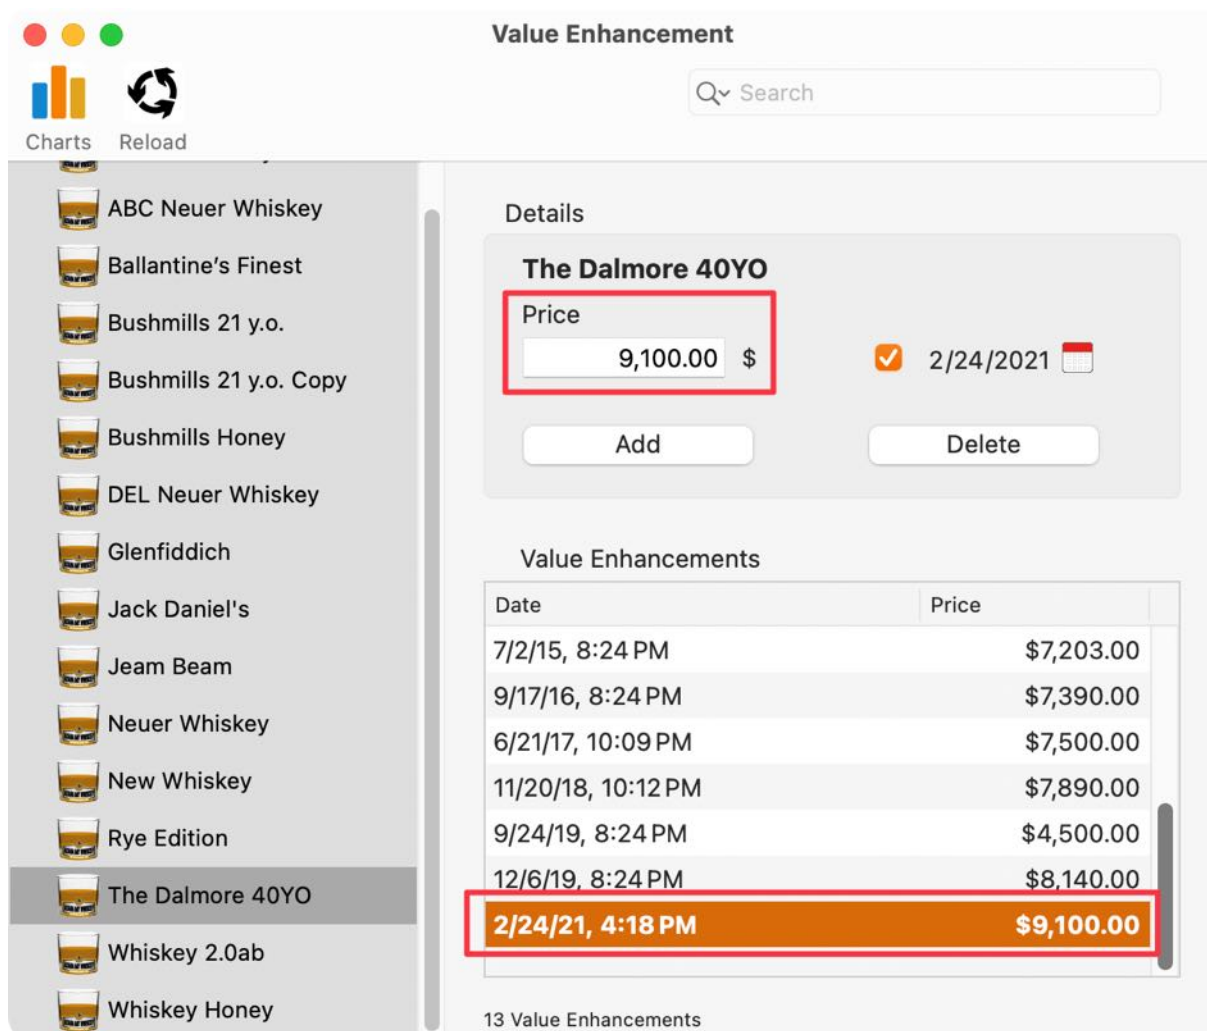 Value Enhancement
Search
Charts
Reload
ABC Neuer Whiskey
Ballantine’s Finest
Bushmills 21 y.o.
Bushmills 21 y.o. Copy
Bushmills Honey
DEL Neuer Whiskey
Glenfiddich
Jack Daniel's
Jeam Beam
Neuer Whiskey
New Whiskey
Rye Edition
The Dalmore 40YO
Whiskey 2.0ab
Whiskey Honey
Details
The Dalmore 40YO
Price
9,100.00 $
2/24/2021
Add
Delete
Value Enhancements
Date Price
7/2/15, 8:24 PM $7,203.00
9/17/16, 8:24 PM $7,390.00
6/21/17, 10:09 PM $7,500.00
11/20/18, 10:12 PM $7,890.00
9/24/19, 8:24 PM $4,500.00
12/6/19, 8:24 PM $8,140.00
2/24/21, 4:18 PM $9,100.00
13 Value Enhancements